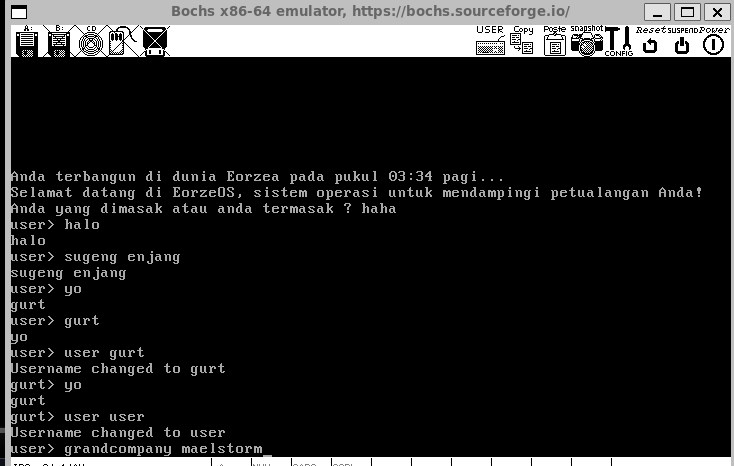 Bochs x86-64 emulator, https://bochs.sourceforge.io/
A: B: CD USER Copy Paste snapshot CONFIG Reset SUSPEND Power
Anda terbangun di dunia Eorzea pada pukul 03:34 pagi...
Selamat datang di EorzeOS, sistem operasi untuk mendampingi petualangan Anda!
Anda yang dimasak atau anda termasak ? haha
user> halo
halo
user> sugeng enjang
sugeng enjang
user> yo
gurt
user> gurt
yo
user> user gurt
Username changed to gurt
gurt> yo
gurt
gurt> user user
Username changed to user
user> grandcompany maelstorm_